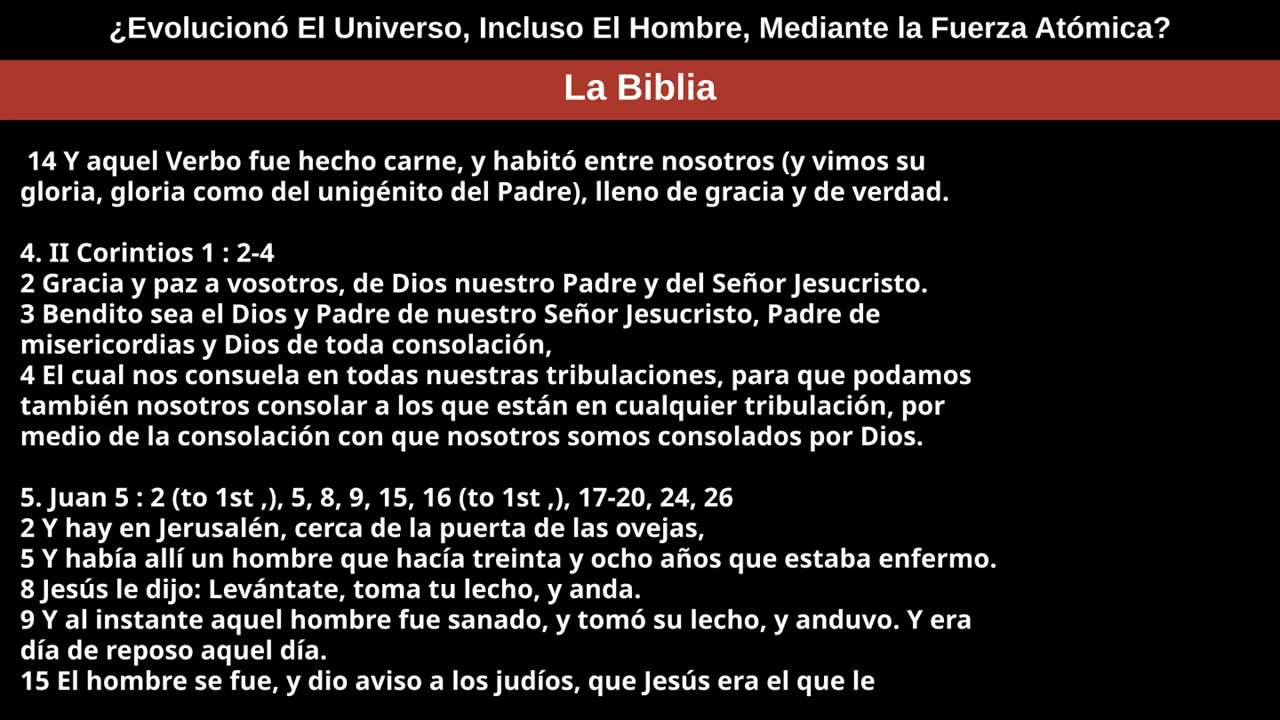 ¿Evolucionó El Universo, Incluso El Hombre, Mediante la Fuerza Atómica?
La Biblia
14 Y aquel Verbo fue hecho carne, y habitó entre nosotros (y vimos su
gloria, gloria como del unigénito del Padre), lleno de gracia y de verdad.
4. II Corintios 1 : 2-4
2 Gracia y paz a vosotros, de Dios nuestro Padre y del Señor Jesucristo.
3 Bendito sea el Dios y Padre de nuestro Señor Jesucristo, Padre de
misericordias y Dios de toda consolación,
4 El cual nos consuela en todas nuestras tribulaciones, para que podamos
también nosotros consolar a los que están en cualquier tribulación, por
medio de la consolación con que nosotros somos consolados por Dios.
5. Juan 5 : 2 (to 1st ,), 5, 8, 9, 15, 16 (to 1st ,), 17-20, 24, 26
2 Y hay en Jerusalén, cerca de la puerta de las ovejas,
5 Y había allí un hombre que hacía treinta y ocho años que estaba enfermo.
8 Jesús le dijo: Levántate, toma tu lecho, y anda.
9 Y al instante aquel hombre fue sanado, y tomó su lecho, y anduvo. Y era
día de reposo aquel día.
15 El hombre se fue, y dio aviso a los judíos, que Jesús era el que le